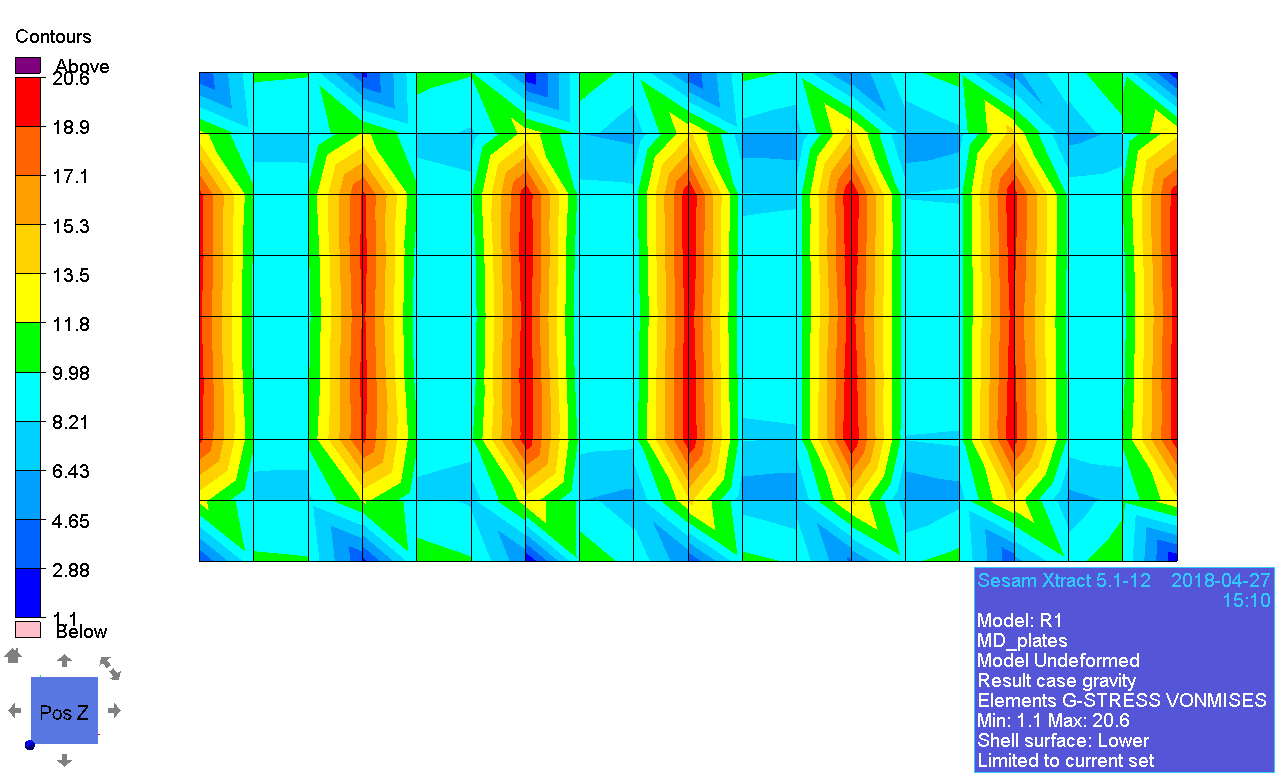 Contours
Above
20.6
18.9
17.1
15.3
13.5
11.8
9.98
8.21
6.43
4.65
2.88
1.1
Below
Pos Z
Sesam Xtract 5.1-12 2018-04-27
15:10
Model: R1
MD_plates
Model Undeformed
Result case gravity
Elements G-STRESS VONMISES
Min: 1.1 Max: 20.6
Shell surface: Lower
Limited to current set